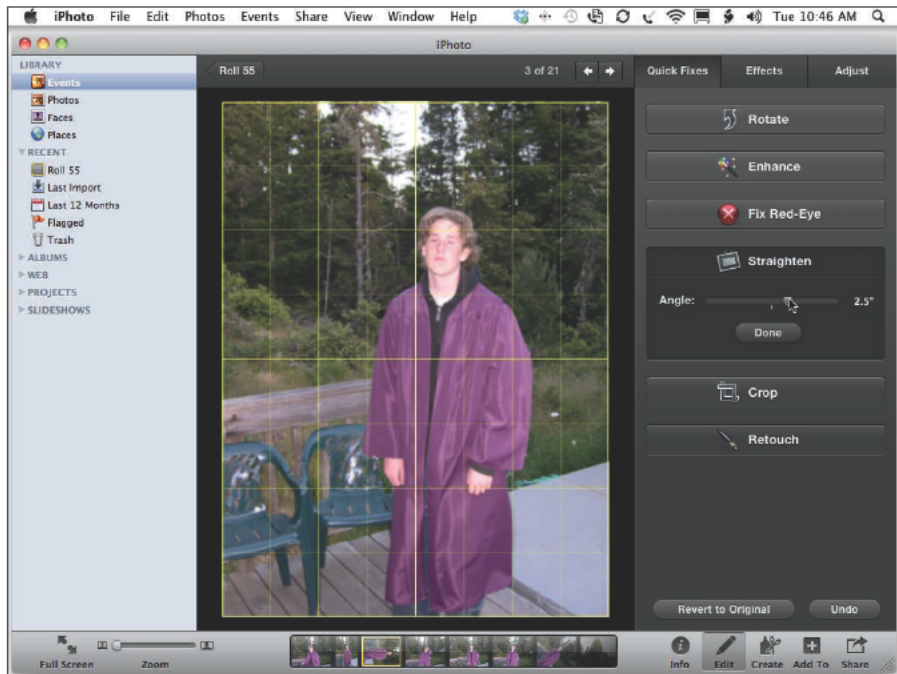 iPhoto File Edit Photos Events Share View Window Help Tue 10:46 AM
iPhoto
LIBRARY
Events
Photos
Faces
Places
RECENT
Roll 55
Last Import
Last 12 Months
Flagged
Trash
ALBUMS
WEB
PROJECTS
SLIDESHOWS
Roll 55 3 of 21
Quick Fixes Effects Adjust
Rotate
Enhance
Fix Red-Eye
Straighten
Angle: 2.5°
Done
Crop
Retouch
Revert to Original Undo
Full Screen Zoom
Info Edit Create Add To Share